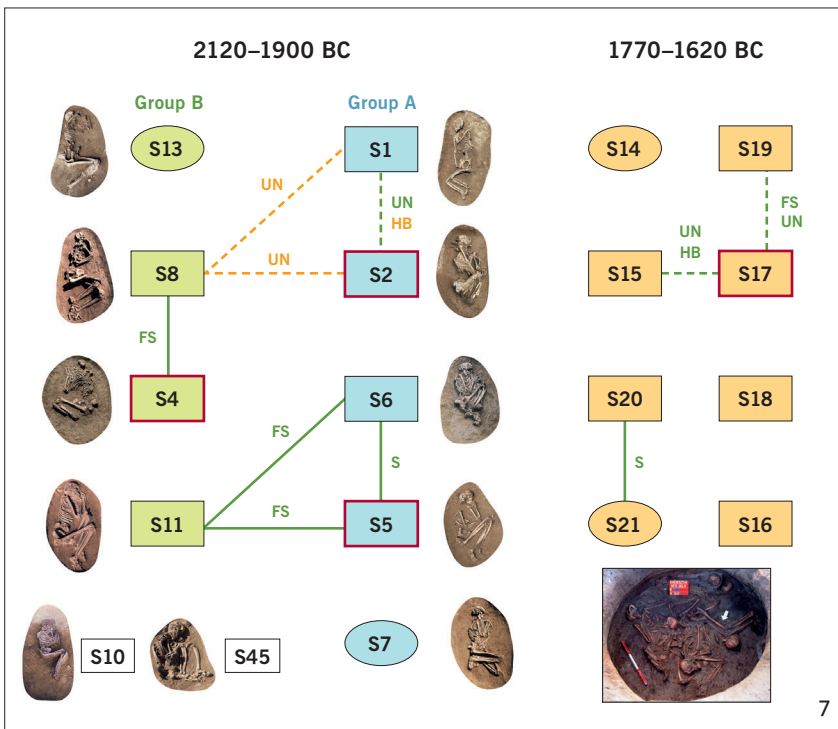 2120–1900 BC
1770–1620 BC
Group B
Group A
S13
S1
S14
S19
UN
UN
HB
FS
UN
UN
HB
S8
UN
S2
S15
S17
FS
S4
S6
S20
S18
FS
S
S
S11
FS
S5
S21
S16
S10
S45
S7
7